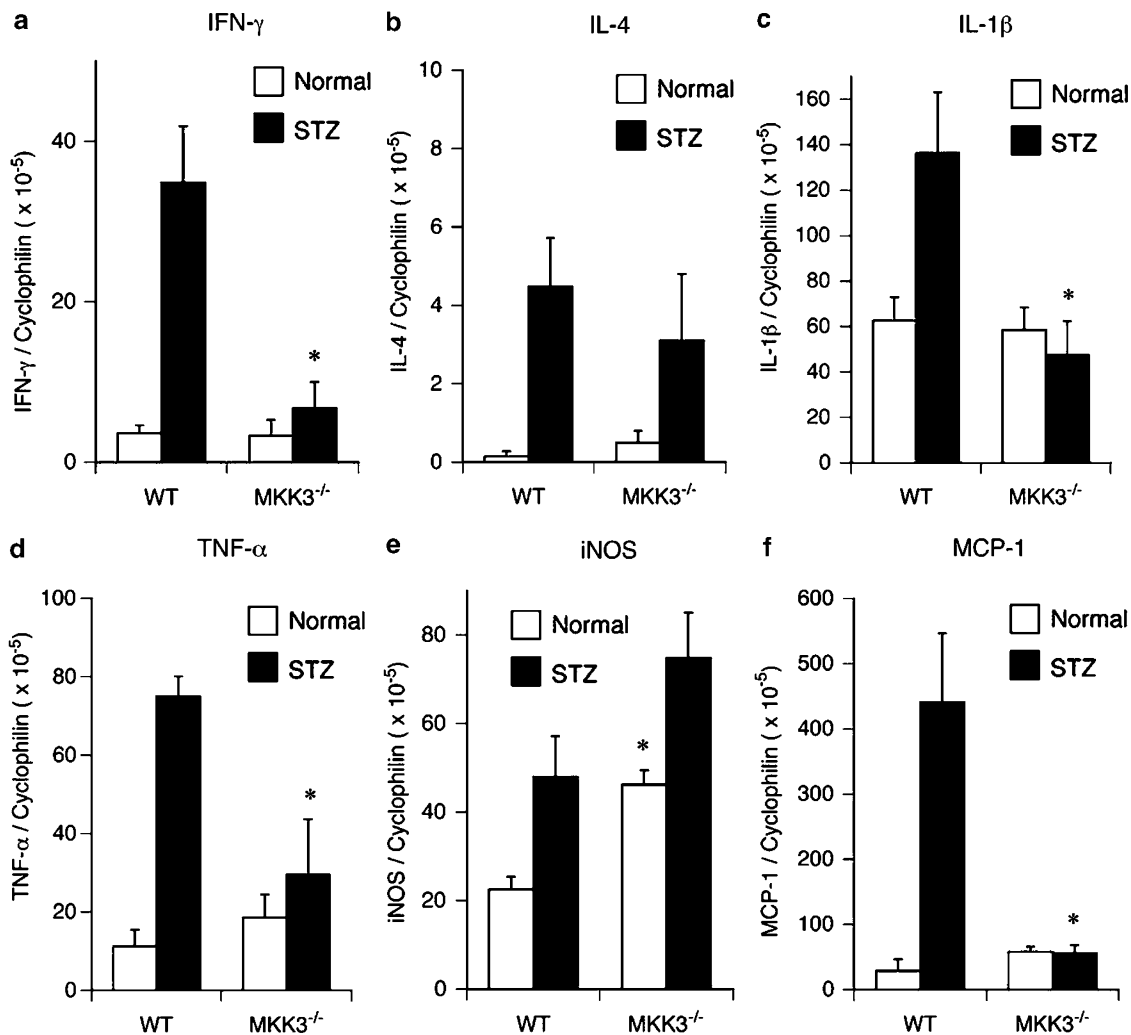 a
IFN-γ
40
20
0
IFN-γ / Cyclophilin ( x 10-5)
Normal
STZ
*
WT
MKK3-/-
b
IL-4
10
8
6
4
2
0
IL-4 / Cyclophilin ( x 10-5)
Normal
STZ
WT
MKK3-/-
c
IL-1β
160
140
120
100
80
60
40
20
0
IL-1β / Cyclophilin ( x 10-5)
Normal
STZ
*
WT
MKK3-/-
d
TNF-α
100
80
60
40
20
0
TNF-α / Cyclophilin ( x 10-5)
Normal
STZ
*
WT
MKK3-/-
e
iNOS
80
60
40
20
0
iNOS / Cyclophilin ( x 10-5)
Normal
STZ
*
WT
MKK3-/-
f
MCP-1
600
500
400
300
200
100
0
MCP-1 / Cyclophilin ( x 10-5)
Normal
STZ
*
WT
MKK3-/-